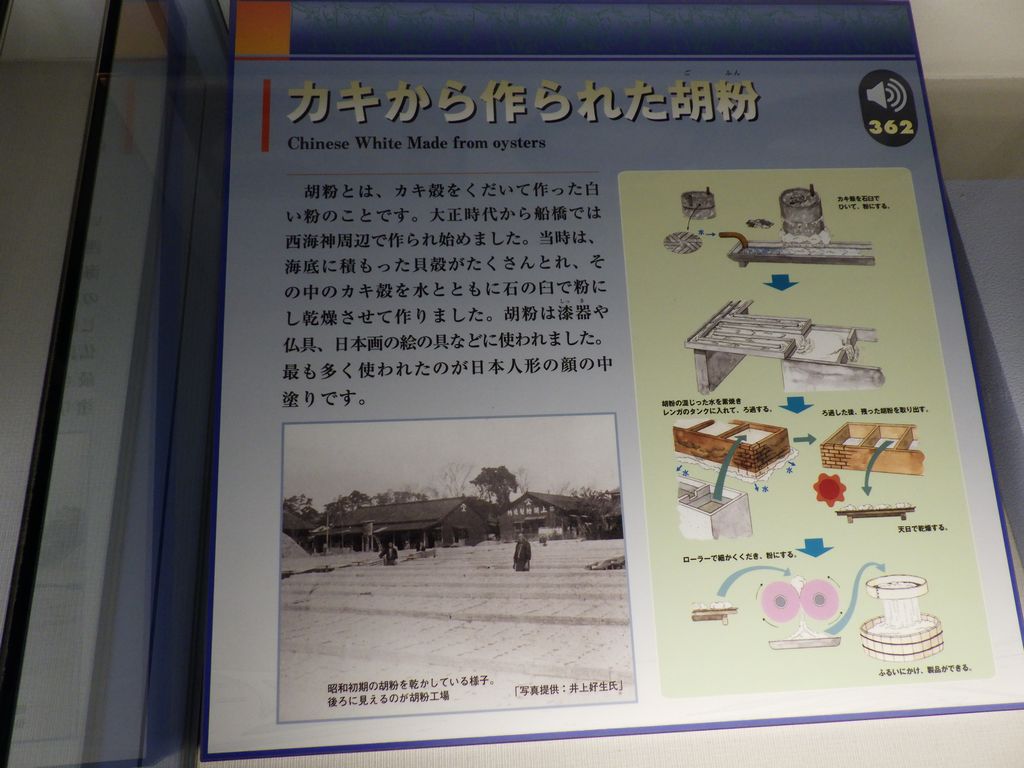 カキから作られた胡粉
ご ふん
Chinese White Made from oysters
362
胡粉とは、カキ殻をくだいて作った白
い粉のことです。大正時代から船橋では
西海神周辺で作られ始めました。当時は、
海底に積もった貝殻がたくさんとれ、そ
の中のカキ殻を水とともに石の臼で粉に
し乾燥させて作りました。胡粉は漆器や
しっ き
仏具、日本画の絵の具などに使われました。
最も多く使われたのが日本人形の顔の中
塗りです。
昭和初期の胡粉を乾かしている様子。
後ろに見えるのが胡粉工場
「写真提供：井上好生氏」
カキ殻を石臼で
ひいて、粉にする。
水
胡粉の混じった水を素焼き
レンガのタンクに入れて、ろ過する。
ろ過した後、残った胡粉を取り出す。
水
水
水
天日で乾燥する。
ローラーで細かくくだき、粉にする。
ふるいにかけ、製品ができる。